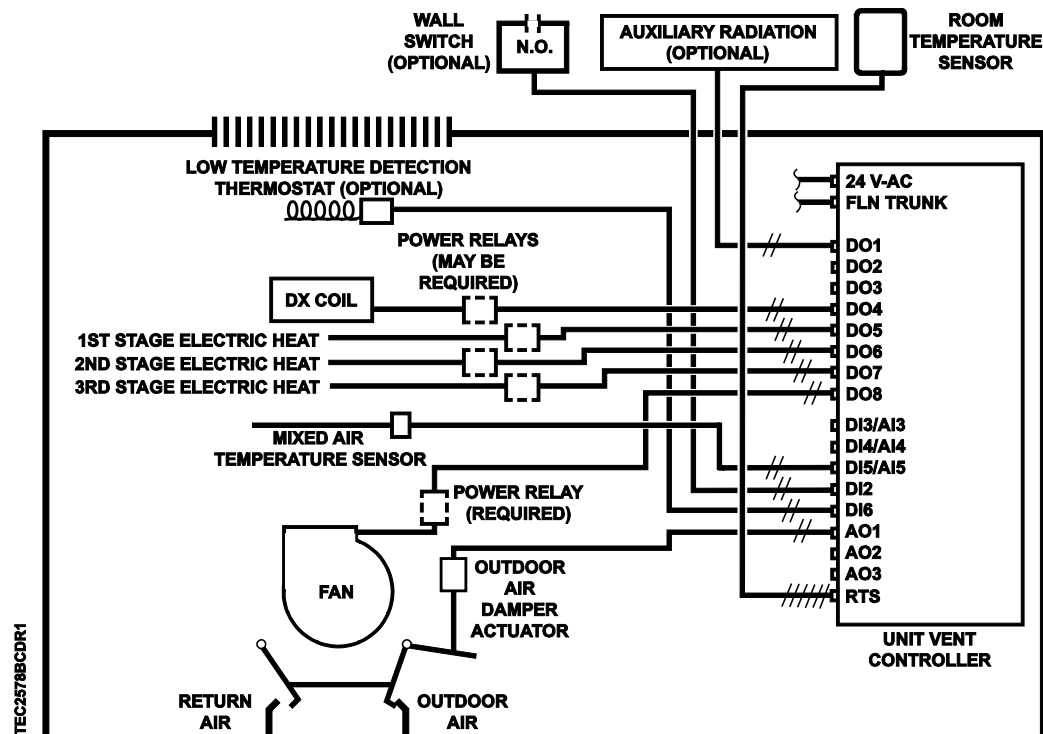 WALL
SWITCH
(OPTIONAL)
N.O.
AUXILIARY RADIATION
(OPTIONAL)
ROOM
TEMPERATURE
SENSOR
LOW TEMPERATURE DETECTION
THERMOSTAT (OPTIONAL)
24 V-AC
FLN TRUNK
POWER RELAYS
(MAY BE
REQUIRED)
DX COIL
1ST STAGE ELECTRIC HEAT
2ND STAGE ELECTRIC HEAT
3RD STAGE ELECTRIC HEAT
DO1
DO2
DO3
DO4
DO5
DO6
DO7
DO8
DI3/AI3
DI4/AI4
DI5/AI5
DI2
DI6
AO1
AO2
AO3
RTS
MIXED AIR
TEMPERATURE SENSOR
POWER RELAY
(REQUIRED)
FAN
OUTDOOR
AIR
DAMPER
ACTUATOR
UNIT VENT
CONTROLLER
RETURN
AIR
OUTDOOR
AIR
TEC2578BCDR1